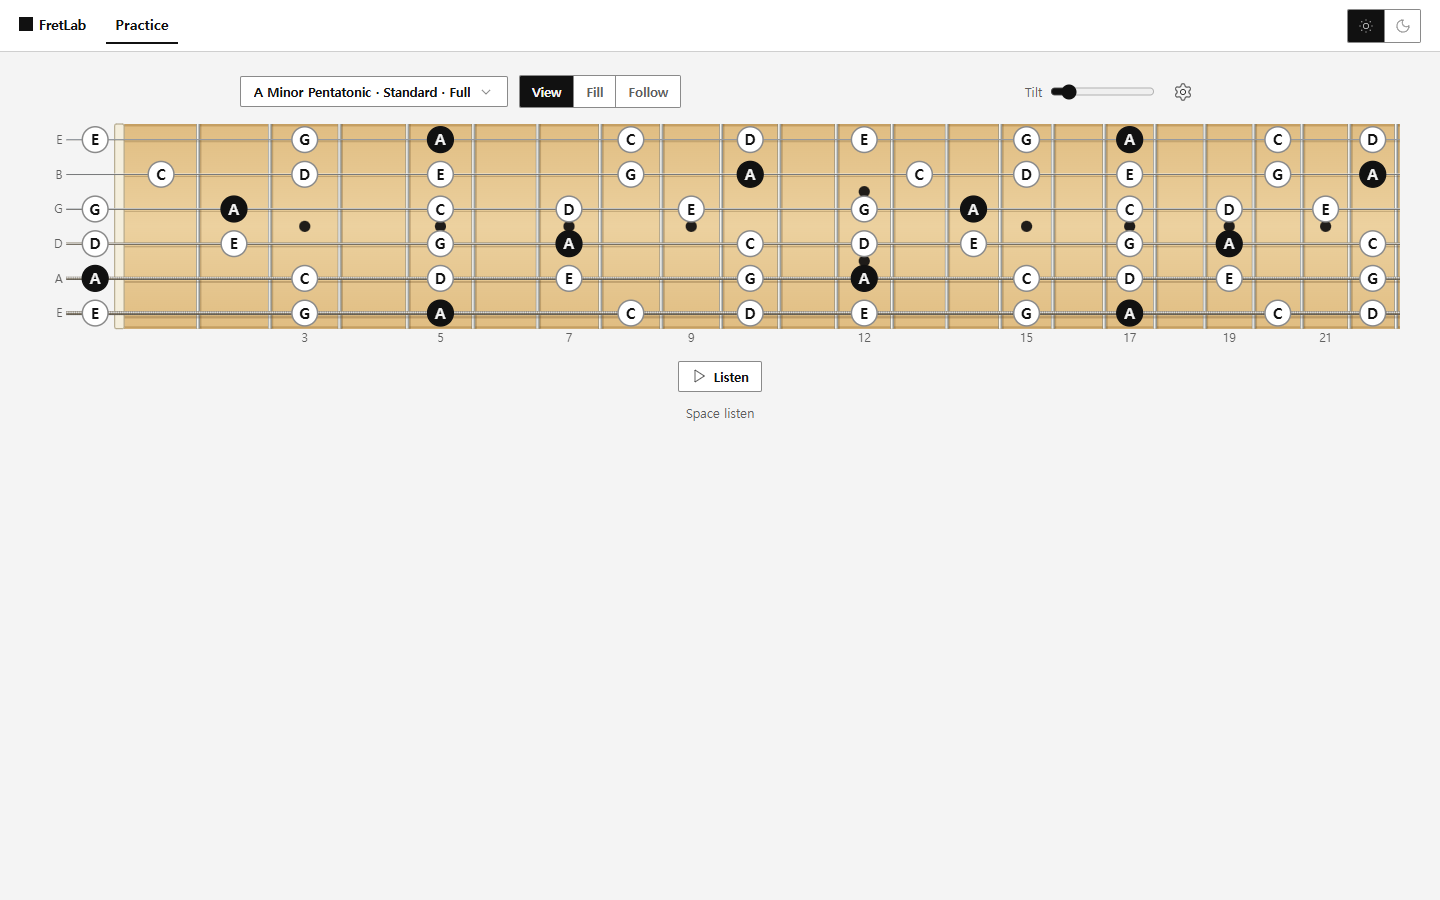 FretLab Practice
A Minor Pentatonic · Standard · Full View Fill Follow Tilt
E E G A C D E G A C D
B C D E G A C D E G A
G G A C D E G A C D E
D D E G A C D E G A C
A A C D E G A C D E G
E E G A C D E G A C D
3 5 7 9 12 15 17 19 21
Listen
Space listen